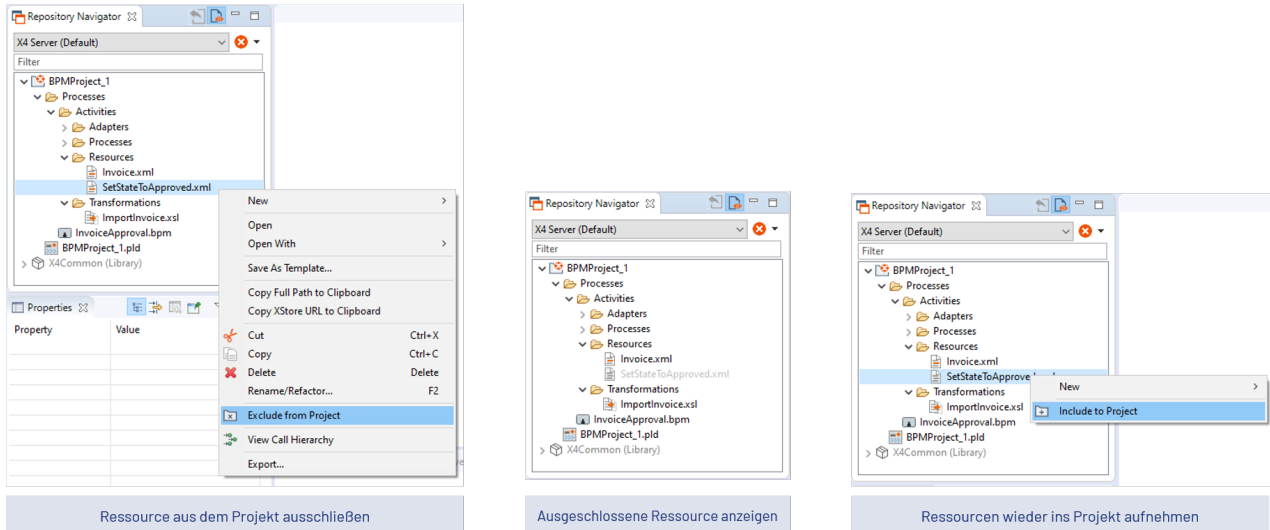 Repository Navigator
X4 Server (Default)
Filter
BPMProject_1
Processes
Activities
Adapters
Processes
Resources
Invoice.xml
SetStateToApproved.xml
Transformations
ImportInvoice.xsl
InvoiceApproval.bpm
BPMProject_1.pld
X4Common (Library)
Properties
Property Value
New
Open
Open With
Save As Template...
Copy Full Path to Clipboard
Copy XStore URL to Clipboard
Cut Ctrl+X
Copy Ctrl+C
Delete Delete
Rename/Refactor... F2
Exclude from Project
View Call Hierarchy
Export...
Ressource aus dem Projekt ausschließen
Repository Navigator
X4 Server (Default)
Filter
BPMProject_1
Processes
Activities
Adapters
Processes
Resources
Invoice.xml
SetStateToApproved.xml
Transformations
ImportInvoice.xsl
InvoiceApproval.bpm
BPMProject_1.pld
X4Common (Library)
Ausgeschlossene Ressource anzeigen
Repository Navigator
X4 Server (Default)
Filter
BPMProject_1
Processes
Activities
Adapters
Processes
Resources
Invoice.xml
SetStateToApprove
Transformations
ImportInvoice.xsl
InvoiceApproval.bpm
BPMProject_1.pld
X4Common (Library)
New
Include to Project
Ressourcen wieder ins Projekt aufnehmen